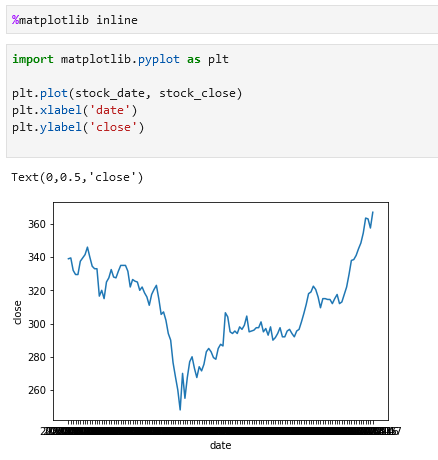 %matplotlib inline
import matplotlib.pyplot as plt
plt.plot(stock_date, stock_close)
plt.xlabel('date')
plt.ylabel('close')
Text(0,0.5,'close')
360
340
320
300
280
260
close
date